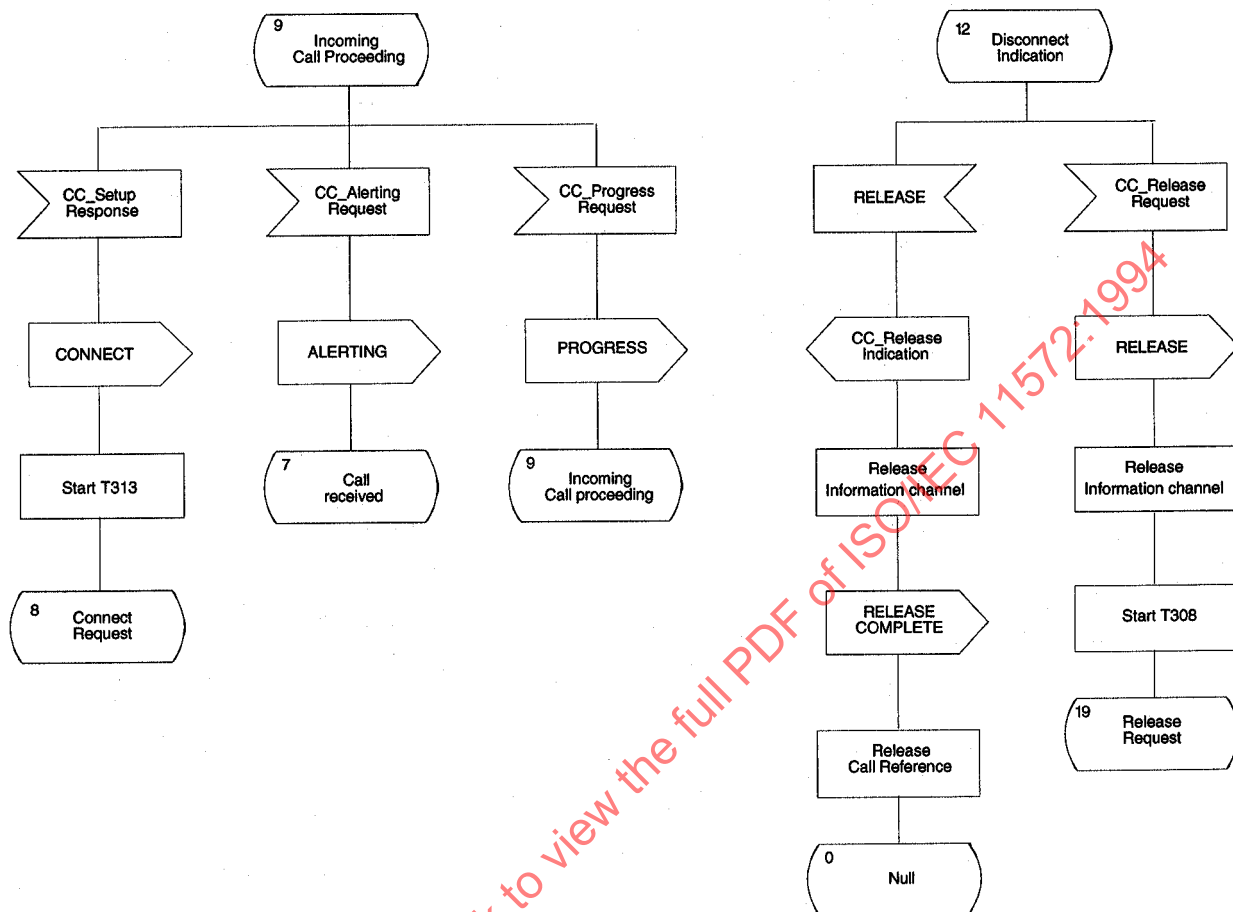 9
Incoming
Call Proceeding
CC_Setup
Response
CC_Alerting
Request
CC_Progress
Request
CONNECT
ALERTING
PROGRESS
Start T313
7
Call
received
9
Incoming
Call proceeding
8
Connect
Request
12
Disconnect
Indication
RELEASE
CC_Release
Request
CC_Release
Indication
RELEASE
Release
Information channel
Release
Information channel
RELEASE
COMPLETE
Start T308
19
Release
Request
Release
Call Reference
0
Null
to view the full PDF of ISO/IEC 11572:1994